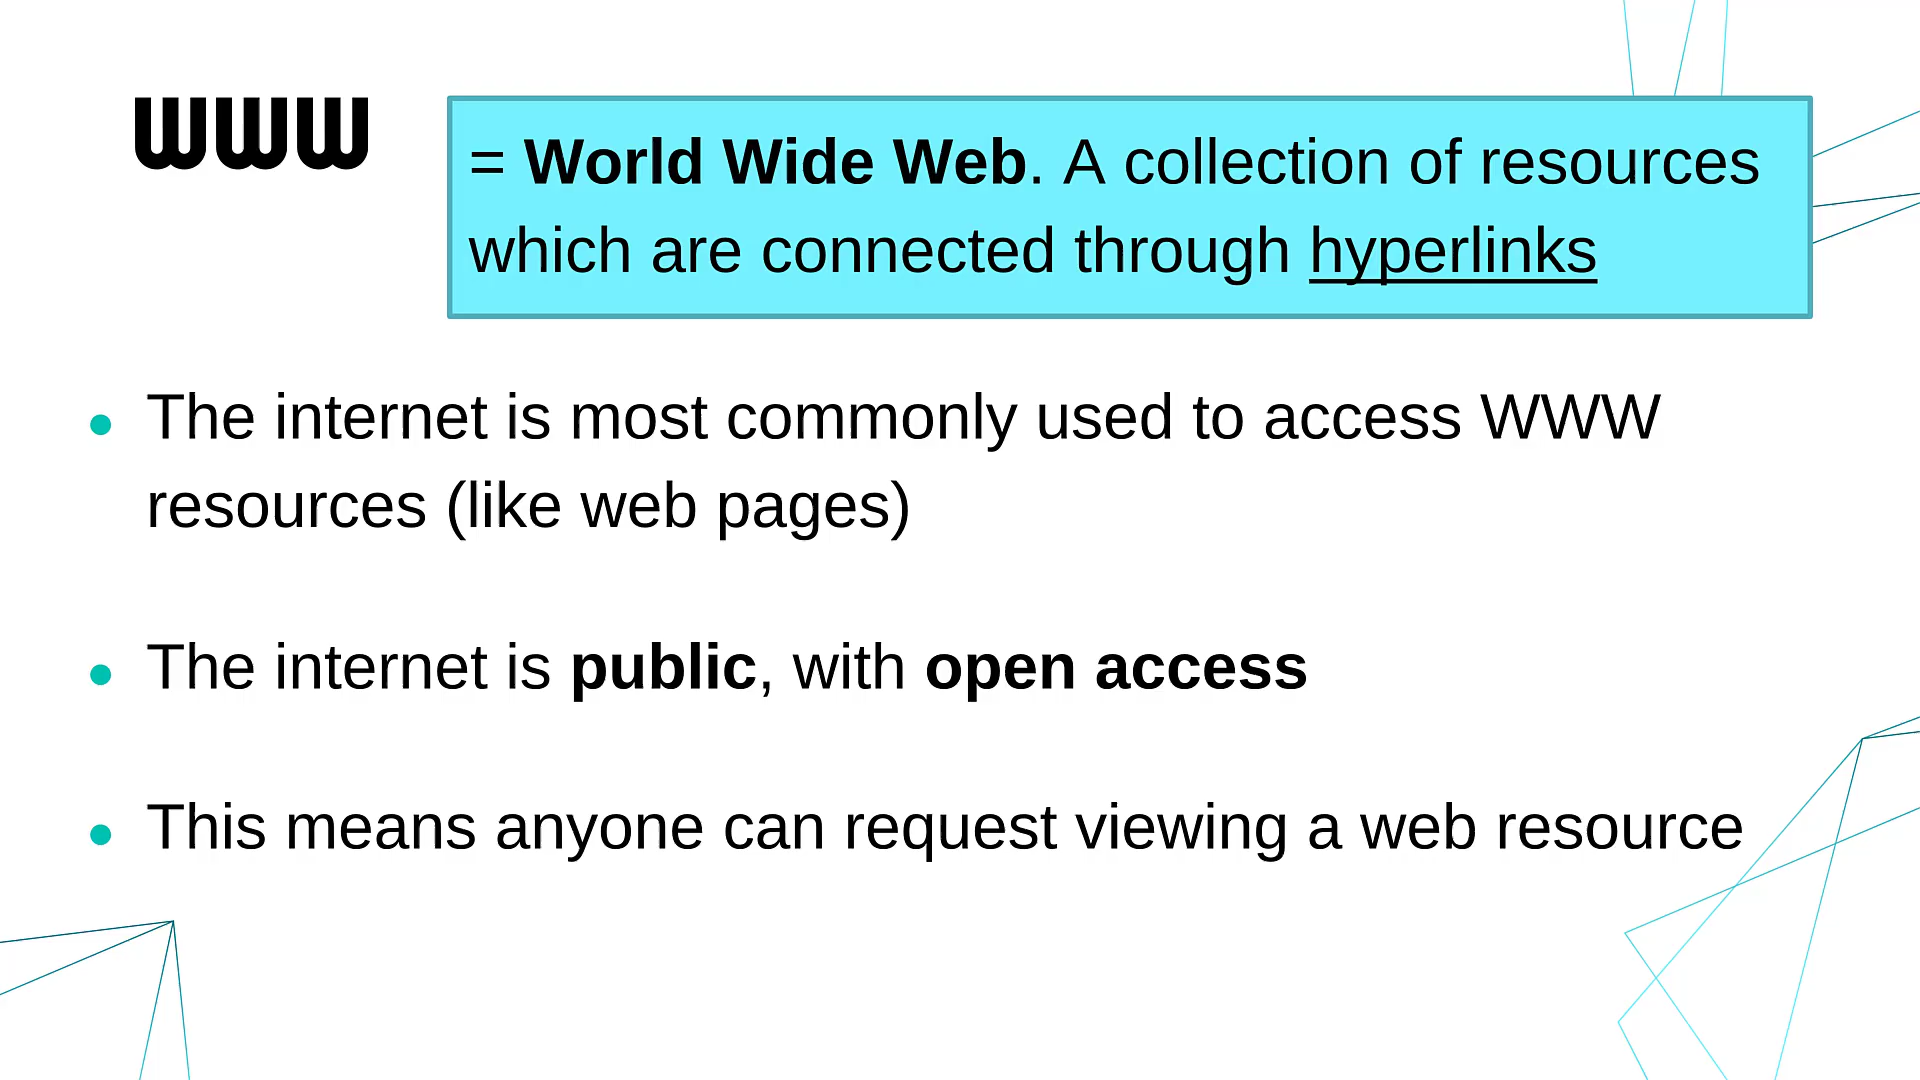 WWW
= World Wide Web. A collection of resources
which are connected through hyperlinks
• The internet is most commonly used to access WWW
resources (like web pages)
• The internet is public, with open access
• This means anyone can request viewing a web resource